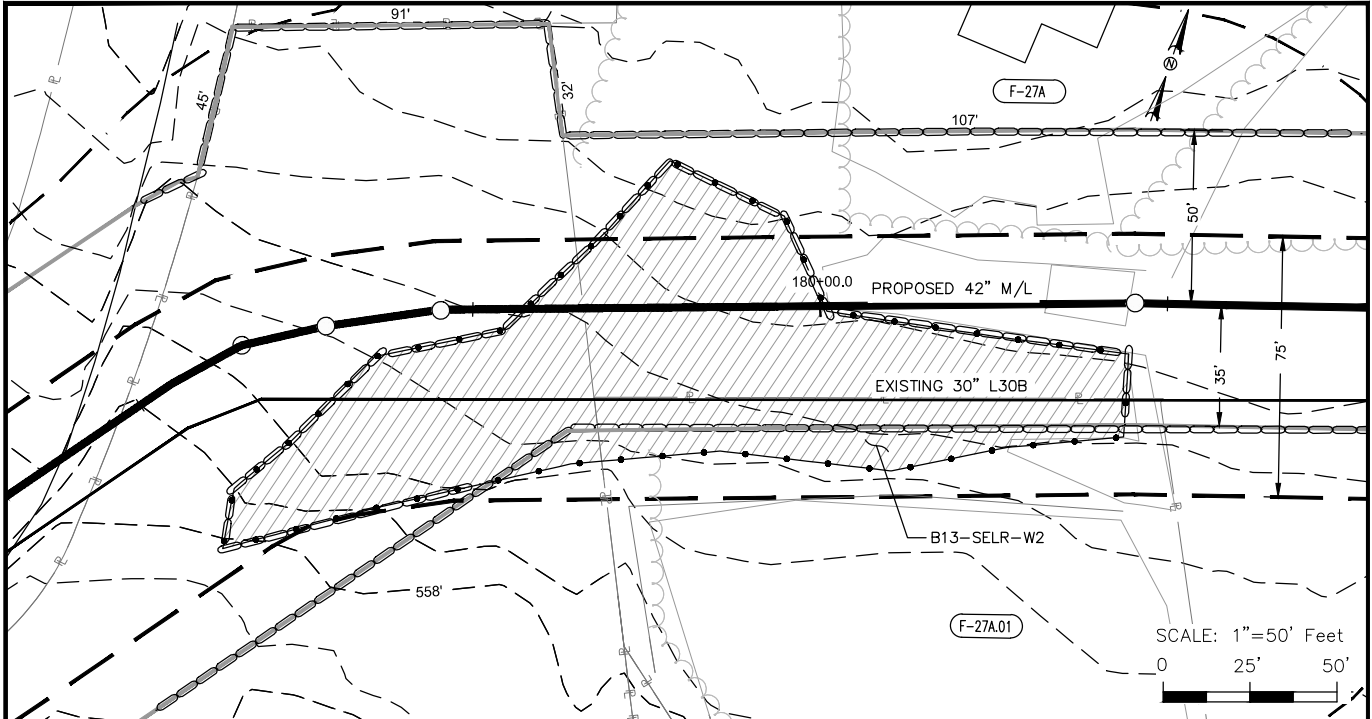 91'
45'
32'
F-27A
N
107'
50'
180+00.0
PROPOSED 42” M/L
75'
35'
EXISTING 30” L30B
B13-SELR-W2
558'
F-27A.01
SCALE: 1”=50' Feet
0 25' 50'